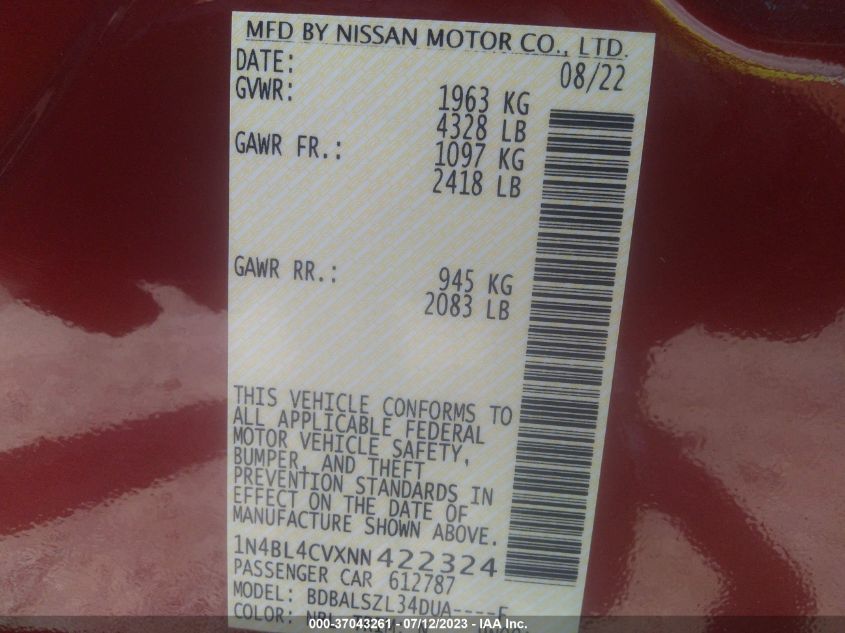 MFD BY NISSAN MOTOR CO., LTD.
DATE: 08/22
GVWR: 1963 KG
4328 LB
GAWR FR.: 1097 KG
2418 LB
GAWR RR.: 945 KG
2083 LB
THIS VEHICLE CONFORMS TO
ALL APPLICABLE FEDERAL
MOTOR VEHICLE SAFETY,
BUMPER, AND THEFT
PREVENTION STANDARDS IN
EFFECT ON THE DATE OF
MANUFACTURE SHOWN ABOVE.
1N4BL4CVXNN422324
PASSENGER CAR 612787
MODEL: BDBALSZL34DUA----E
COLOR:
000-37043261 - 07/12/2023 - IAA Inc.